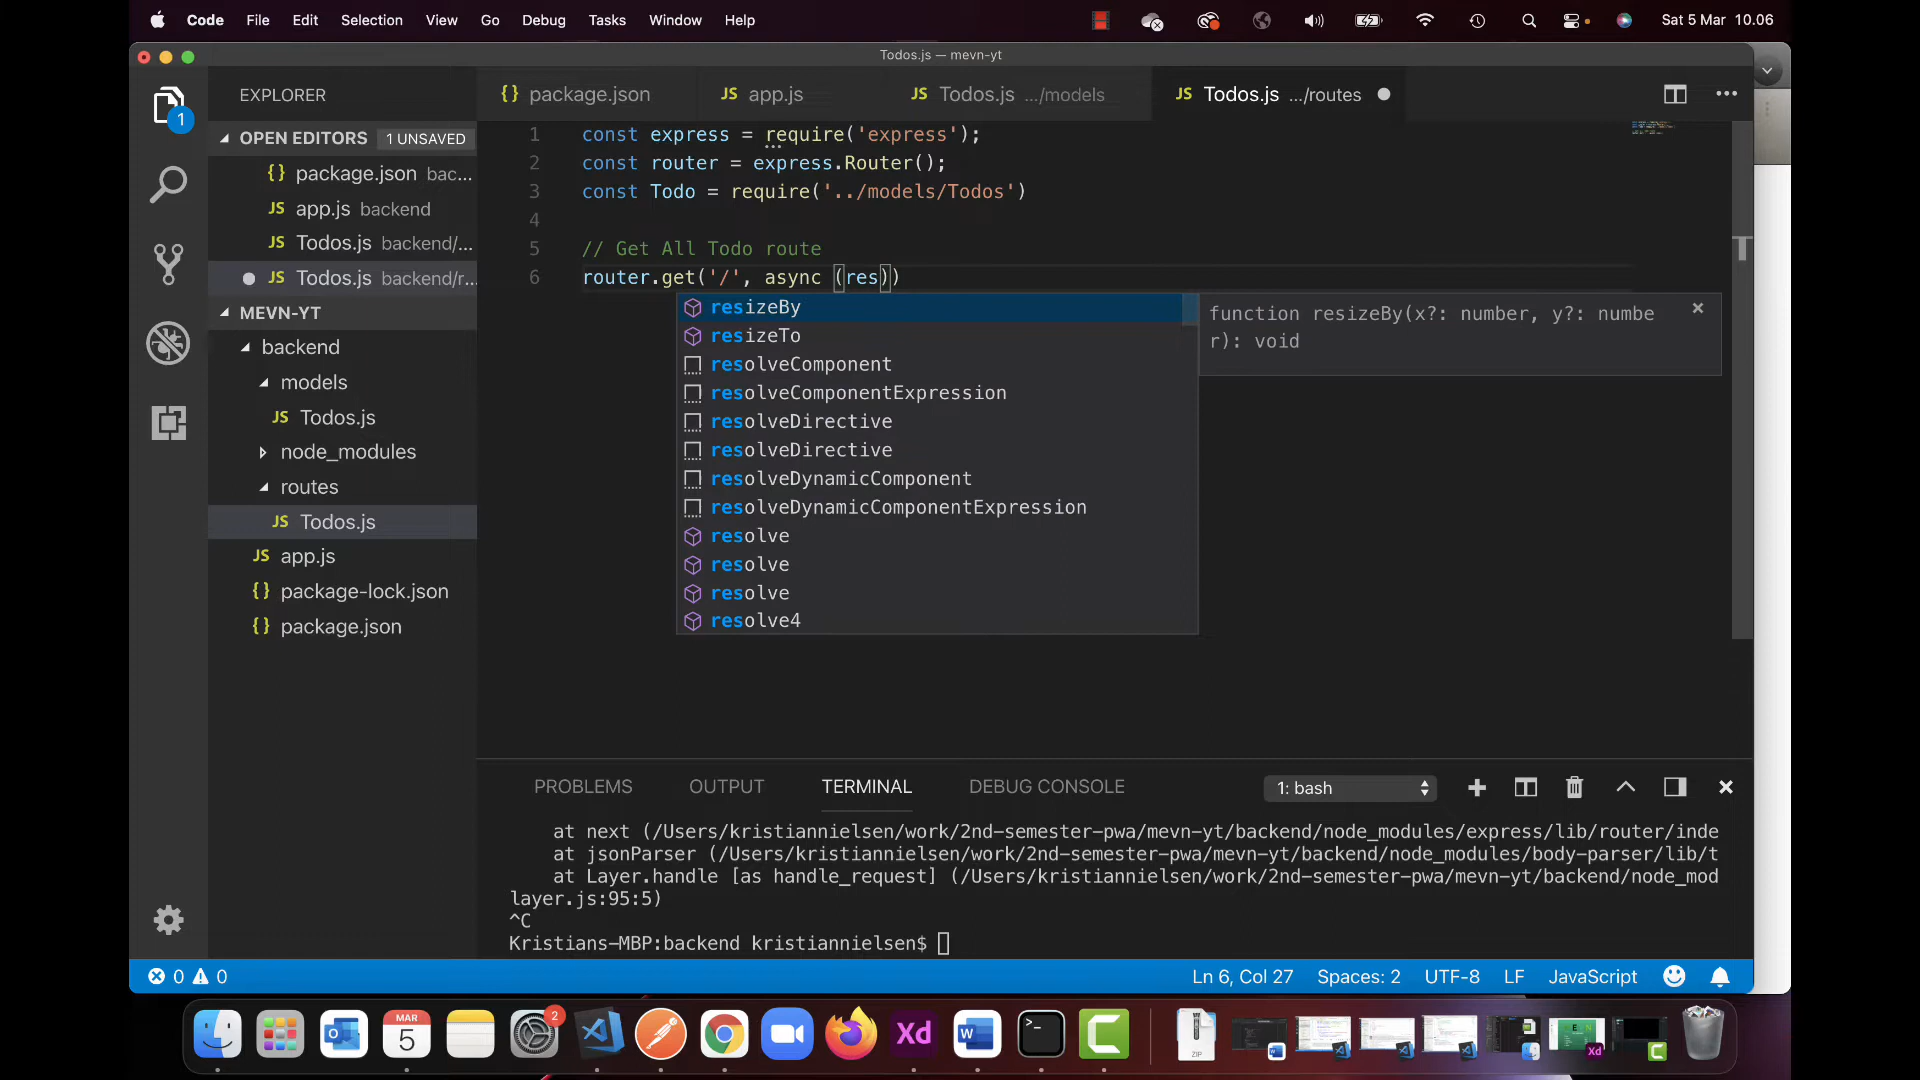 Code File Edit Selection View Go Debug Tasks Window Help Sat 5 Mar 10.06
Todos.js — mevn-yt
EXPLORER
{} package.json JS app.js JS Todos.js .../models JS Todos.js .../routes
1
OPEN EDITORS 1 UNSAVED
{} package.json bac...
JS app.js backend
JS Todos.js backend/...
JS Todos.js backend/r...
MEVN-YT
backend
models
JS Todos.js
node_modules
routes
JS Todos.js
JS app.js
{} package-lock.json
{} package.json
1 const express = require('express');
2 const router = express.Router();
3 const Todo = require('../models/Todos')
4
5 // Get All Todo route
6 router.get('/', async (res))
resizeBy
resizeTo
resolveComponent
resolveComponentExpression
resolveDirective
resolveDirective
resolveDynamicComponent
resolveDynamicComponentExpression
resolve
resolve
resolve
resolve4
function resizeBy(x?: number, y?: numbe
r): void
PROBLEMS OUTPUT TERMINAL DEBUG CONSOLE 1: bash
at next (/Users/kristiannielsen/work/2nd-semester-pwa/mevn-yt/backend/node_modules/express/lib/router/inde
at jsonParser (/Users/kristiannielsen/work/2nd-semester-pwa/mevn-yt/backend/node_modules/body-parser/lib/t
at Layer.handle [as handle_request] (/Users/kristiannielsen/work/2nd-semester-pwa/mevn-yt/backend/node_mod
layer.js:95:5)
^C
Kristians-MBP:backend kristiannielsen$
0 0 Ln 6, Col 27 Spaces: 2 UTF-8 LF JavaScript
MAR
5
2
Xd
W
>_
C
ZIP